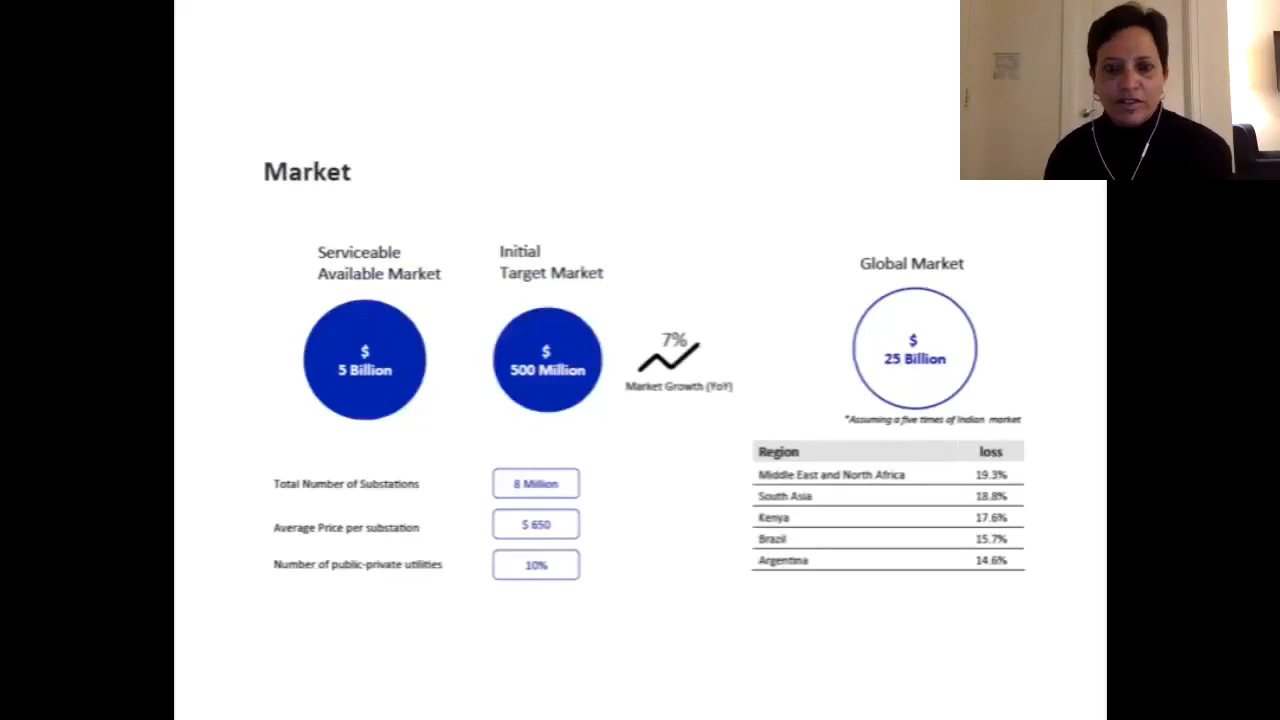 Market
Serviceable
Available Market
$
5 Billion
Initial
Target Market
$
500 Million
7%
Market Growth (YoY)
Global Market
$
25 Billion
*Assuming a five times of Indian market
Total Number of Substations
8 Million
Average Price per substation
$ 650
Number of public-private utilities
10%
Region loss
Middle East and North Africa 19.3%
South Asia 18.8%
Kenya 17.6%
Brazil 15.7%
Argentina 14.6%